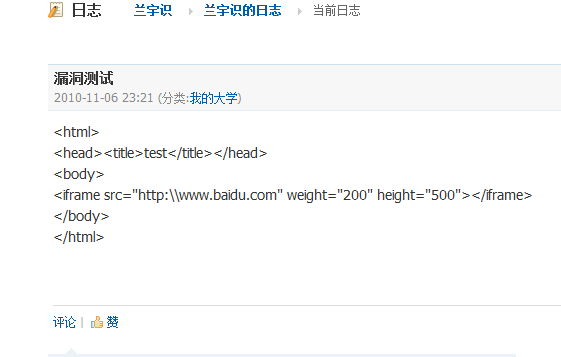 日志 兰宇识 兰宇识的日志 当前日志
漏洞测试
2010-11-06 23:21 (分类:我的大学)
<html>
<head><title>test</title></head>
<body>
<iframe src="http:\\www.baidu.com" weight="200" height="500"></iframe>
</body>
</html>
评论 | 赞